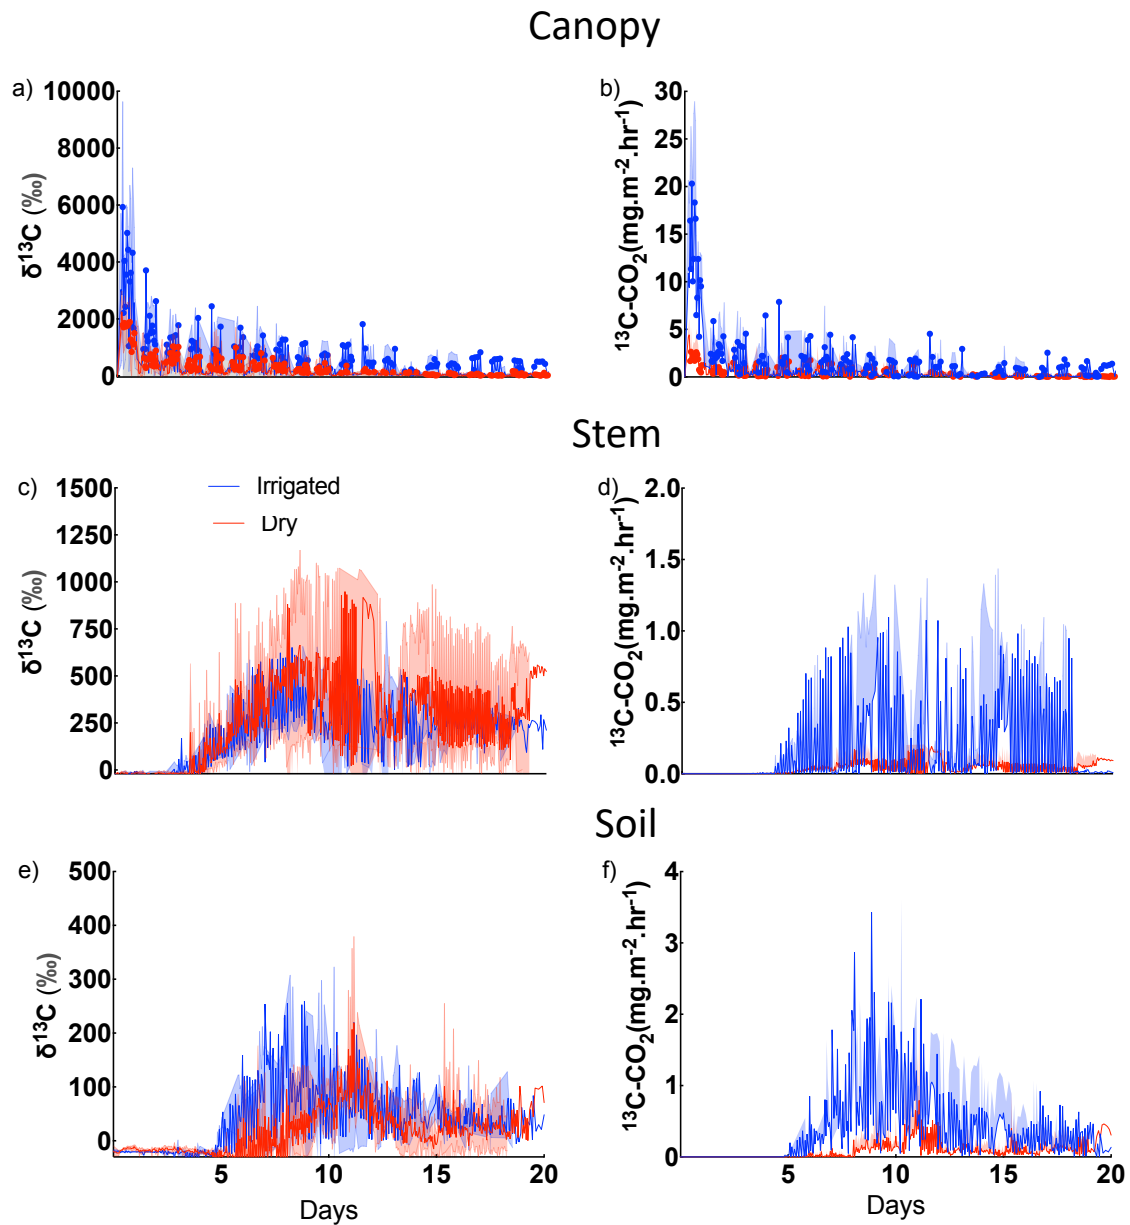 Canopy
a)
b)
10000
8000
6000
4000
2000
0
δ¹³C (‰)
30
25
20
15
10
5
0
¹³C-CO₂(mg.m⁻².hr⁻¹)
Stem
c)
d)
Irrigated
Dry
1500
1250
1000
750
500
250
0
δ¹³C (‰)
2.0
1.5
1.0
0.5
0.0
¹³C-CO₂(mg.m⁻².hr⁻¹)
Soil
e)
f)
500
400
300
200
100
0
δ¹³C (‰)
5 10 15 20
Days
4
3
2
1
0
¹³C-CO₂(mg.m⁻².hr⁻¹)
5 10 15 20
Days